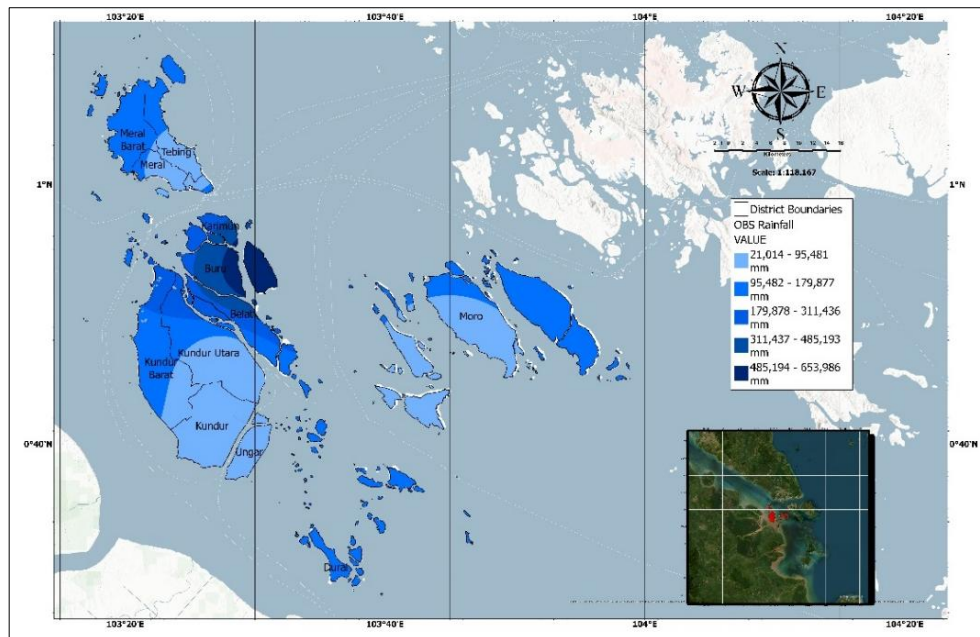 103°20'E 103°40'E 104°E 104°20'E
N
W E
S
Kilometers
Scale: 1:118.167
1°N 1°N
District Boundaries
OBS Rainfall
VALUE
21,014 - 95,481
mm
95,482 - 179,877
mm
179,878 - 311,436
mm
311,437 - 485,193
mm
485,194 - 653,986
mm
Meral
Barat
Tebing
Meral
Karimun
Buru
Belat
Moro
Kundur Utara
Kundur
Barat
Kundur
Ungar
0°40'N 0°40'N
Durai
103°20'E 103°40'E 104°E 104°20'E